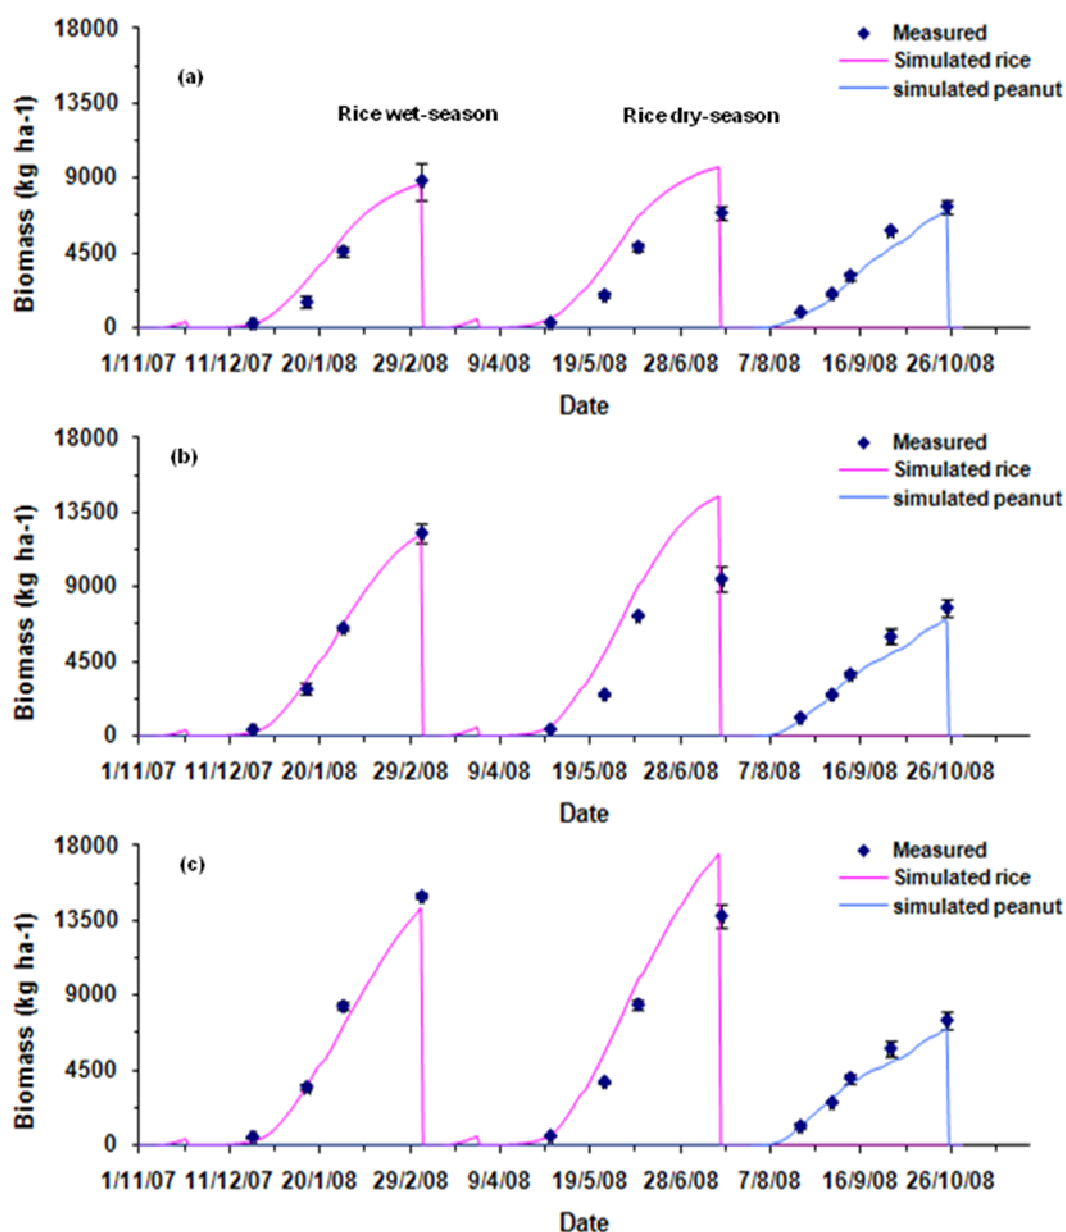 18000
Measured
Simulated rice
simulated peanut
(a)
13500
Rice wet-season
Rice dry-season
9000
4500
0
Biomass (kg ha-1)
1/11/07 11/12/07 20/1/08 29/2/08 9/4/08 19/5/08 28/6/08 7/8/08 16/9/08 26/10/08
Date
18000
Measured
Simulated rice
simulated peanut
(b)
13500
9000
4500
0
Biomass (kg ha-1)
1/11/07 11/12/07 20/1/08 29/2/08 9/4/08 19/5/08 28/6/08 7/8/08 16/9/08 26/10/08
Date
18000
Measured
Simulated rice
simulated peanut
(c)
13500
9000
4500
0
Biomass (kg ha-1)
1/11/07 11/12/07 20/1/08 29/2/08 9/4/08 19/5/08 28/6/08 7/8/08 16/9/08 26/10/08
Date